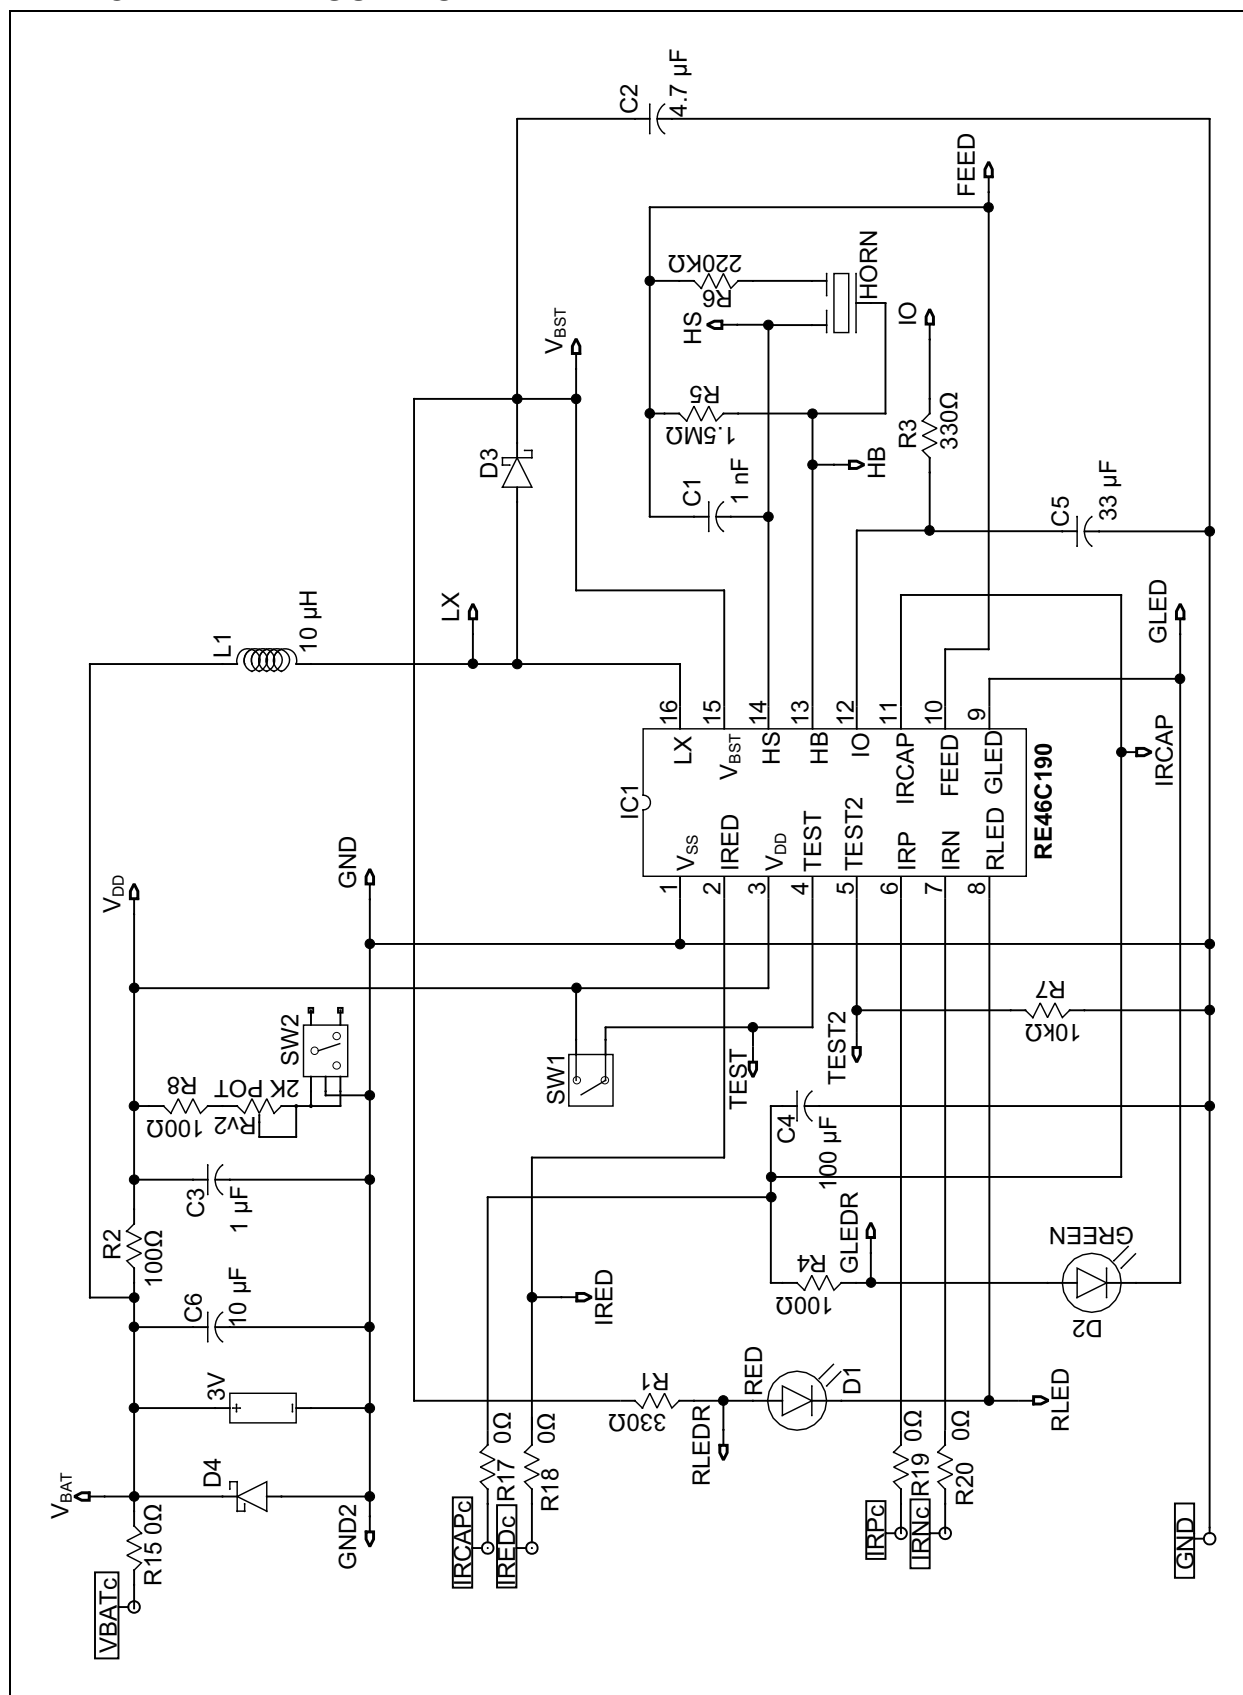 C2
4.7 µF
FEED
R6
220KΩ
HORN
HS
IO
V_BST
R5
1.5MΩ
R3
330Ω
D3
HB
C1
1 nF
C5
33 µF
L1
10 µH
LX
GLED
IRCAP
IC1
16
15
14
13
12
11
10
9
LX
V_BST
HS
HB
IO
IRCAP
FEED
GLED
V_SS
IRED
V_DD
TEST
TEST2
IRP
IRN
RLED
1
2
3
4
5
6
7
8
RE46C190
V_DD
GND
SW2
R8
100Ω
2K POT
Rv2
SW1
TEST
TEST2
R7
10kΩ
C3
1 µF
R2
100Ω
C4
100 µF
C6
10 µF
3V
+
-
IRED
R4
100Ω
GLEDR
GREEN
D2
R1
330Ω
RLEDR
RED
D1
RLED
V_BAT
D4
GND2
R15 0Ω
VBATc
R17
0Ω
IRCAPc
R18
0Ω
IREDc
R19
0Ω
IRPc
R20
0Ω
IRNc
GND